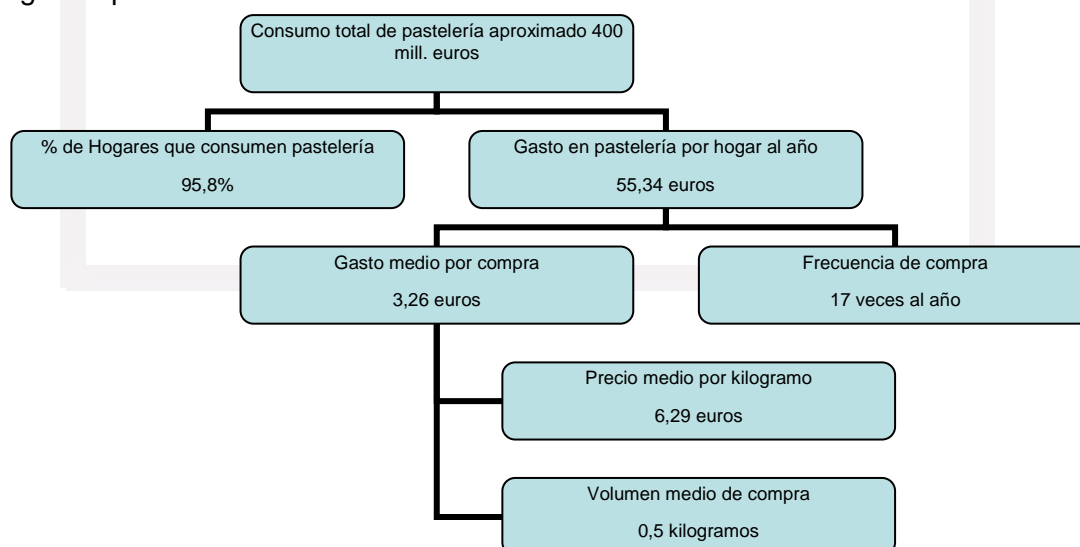 Consumo total de pastelería aproximado 400
mill. euros
% de Hogares que consumen pastelería
95,8%
Gasto en pastelería por hogar al año
55,34 euros
Gasto medio por compra
3,26 euros
Frecuencia de compra
17 veces al año
Precio medio por kilogramo
6,29 euros
Volumen medio de compra
0,5 kilogramos